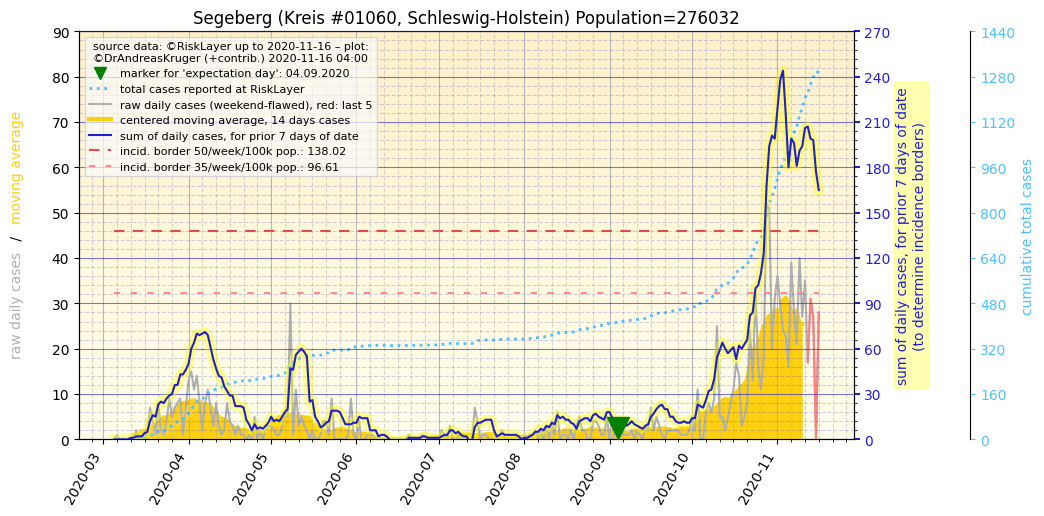 Segeberg (Kreis #01060, Schleswig-Holstein) Population=276032
source data: ©RiskLayer up to 2020-11-16 – plot:
©DrAndreasKruger (+contrib.) 2020-11-16 04:00
marker for 'expectation day': 04.09.2020
total cases reported at RiskLayer
raw daily cases (weekend-flawed), red: last 5
centered moving average, 14 days cases
sum of daily cases, for prior 7 days of date
incid. border 50/week/100k pop.: 138.02
incid. border 35/week/100k pop.: 96.61
raw daily cases / moving average
90
80
70
60
50
40
30
20
10
0
2020-03
2020-04
2020-05
2020-06
2020-07
2020-08
2020-09
2020-10
2020-11
270
240
210
180
150
120
90
60
30
0
sum of daily cases, for prior 7 days of date
(to determine incidence borders)
1440
1280
1120
960
800
640
480
320
160
0
cumulative total cases